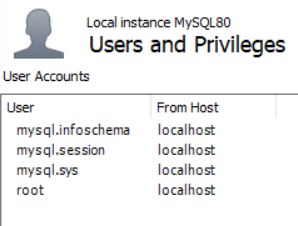 Local instance MySQL80
Users and Privileges
User Accounts
User From Host
mysql.infoschema localhost
mysql.session localhost
mysql.sys localhost
root localhost